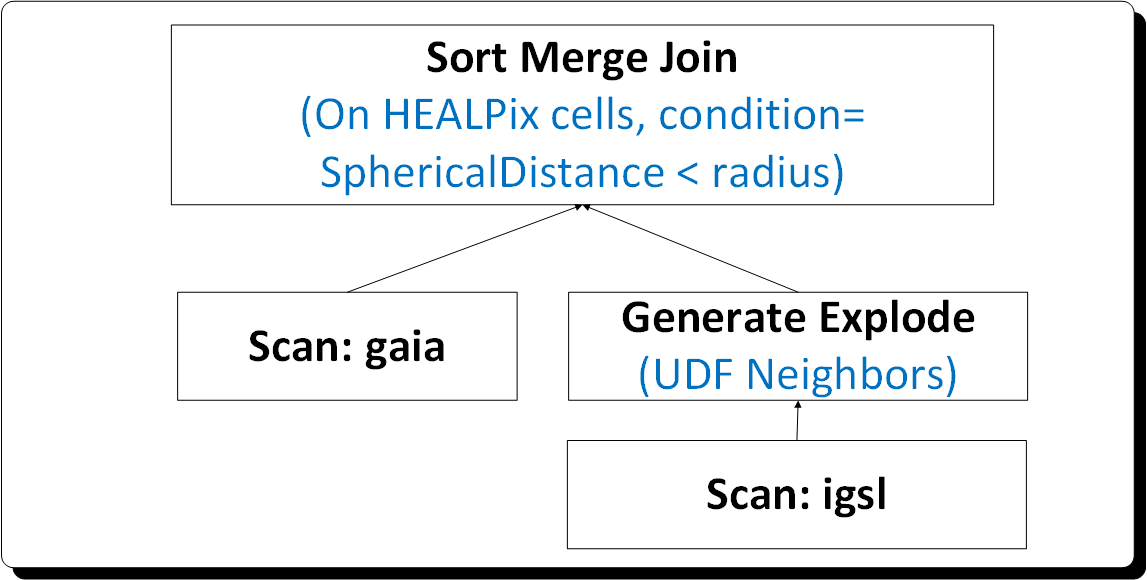 Sort Merge Join
(On HEALPix cells, condition=
SphericalDistance < radius)
Scan: gaia
Generate Explode
(UDF Neighbors)
Scan: igsl